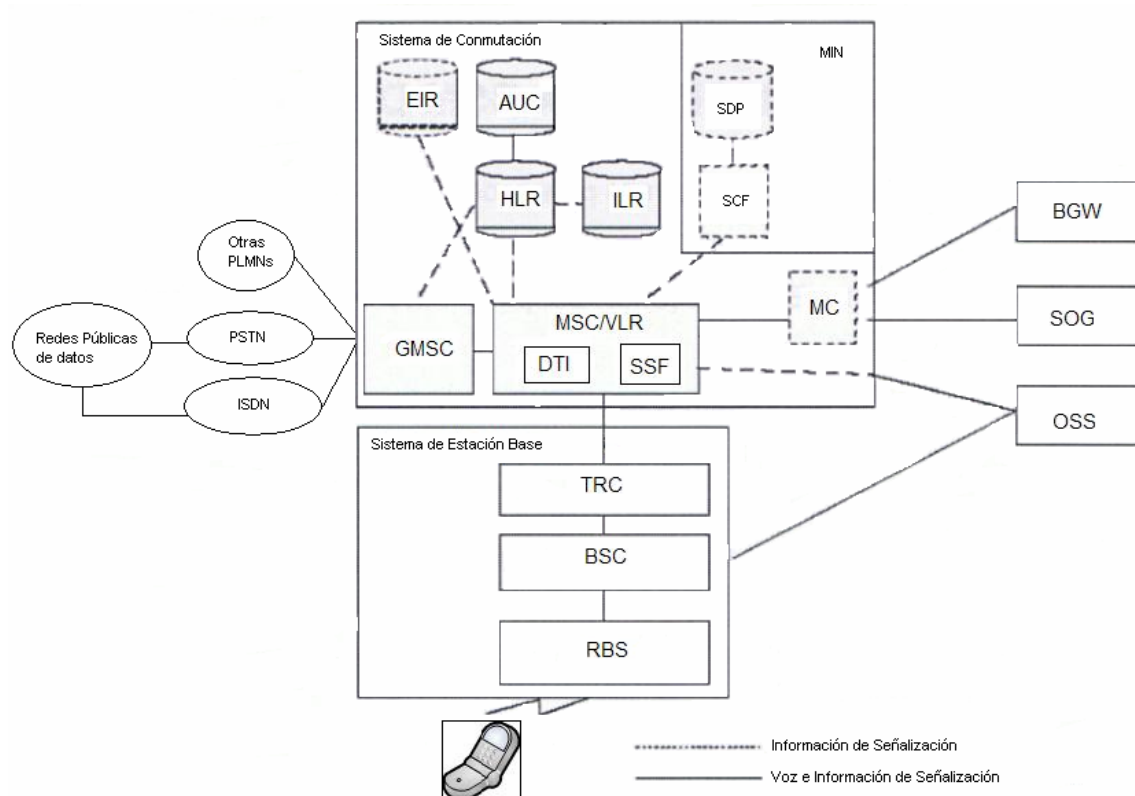 Sistema de Conmutación
MIN
EIR
AUC
SDP
HLR
ILR
SCF
BGW
Otras
PLMNs
MC
SOG
Redes Públicas
de datos
PSTN
GMSC
MSC/VLR
DTI
SSF
ISDN
OSS
Sistema de Estación Base
TRC
BSC
RBS
Información de Señalización
Voz e Información de Señalización